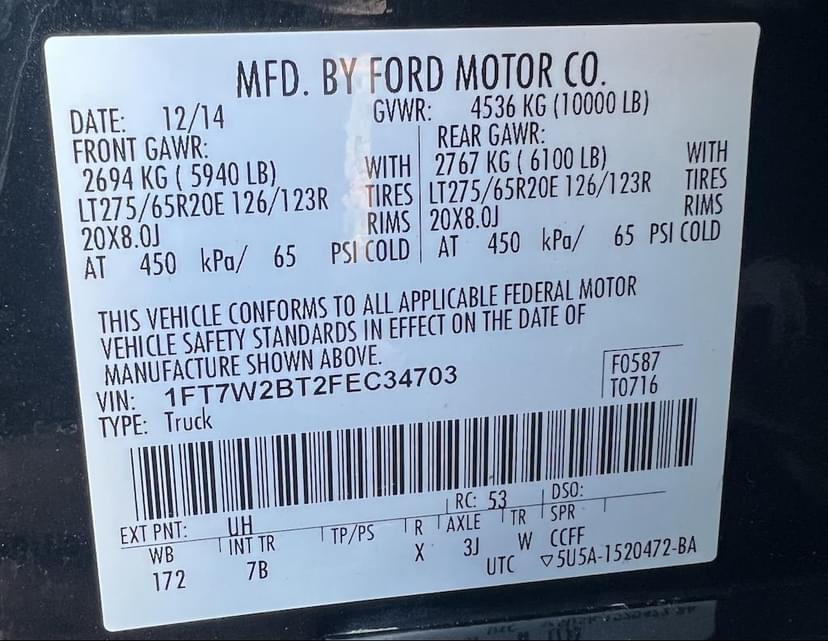 MFD. BY FORD MOTOR CO.
DATE: 12/14 GVWR: 4536 KG (10000 LB)
FRONT GAWR: REAR GAWR:
2694 KG ( 5940 LB) WITH 2767 KG ( 6100 LB) WITH
LT275/65R20E 126/123R TIRES LT275/65R20E 126/123R TIRES
20X8.0J RIMS 20X8.0J RIMS
AT 450 kPa/ 65 PSI COLD AT 450 kPa/ 65 PSI COLD
THIS VEHICLE CONFORMS TO ALL APPLICABLE FEDERAL MOTOR
VEHICLE SAFETY STANDARDS IN EFFECT ON THE DATE OF
MANUFACTURE SHOWN ABOVE.
VIN: 1FT7W2BT2FEC34703 F0587
TYPE: Truck T0716
EXT PNT: UH RC: 53 DSO:
WB INT TR TP/PS R AXLE TR SPR
172 7B X 3J W CCFF
UTC ▽5U5A-1520472-BA